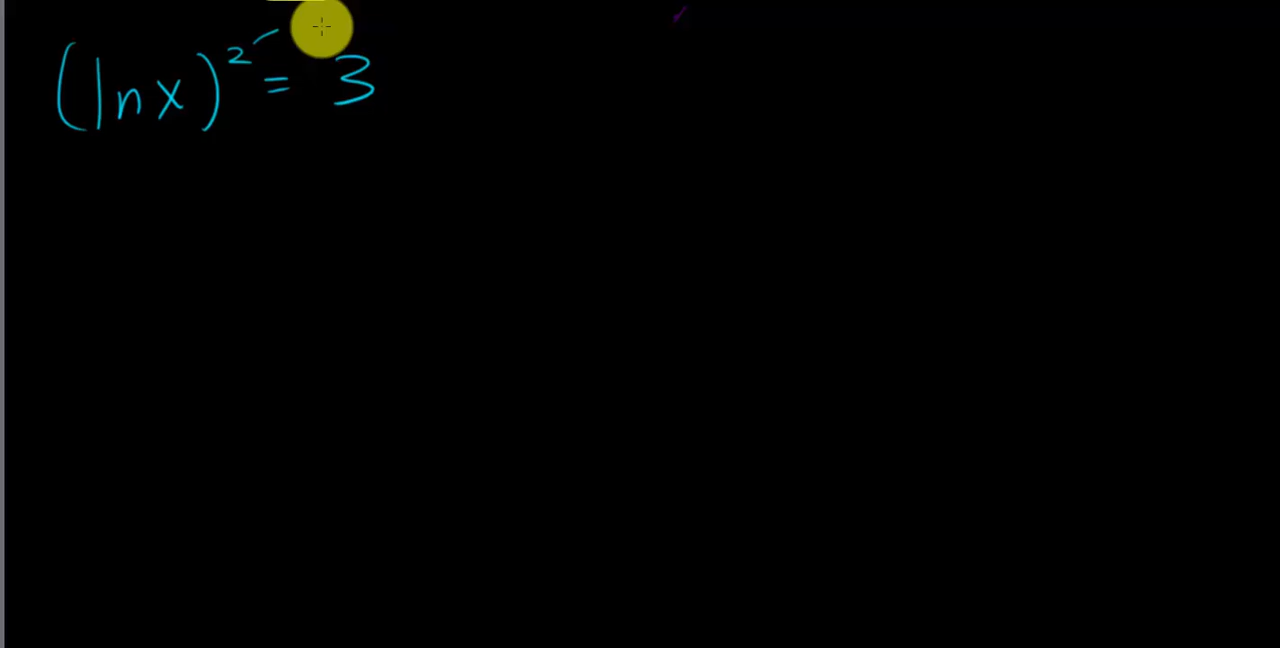 (ln x)² = 3